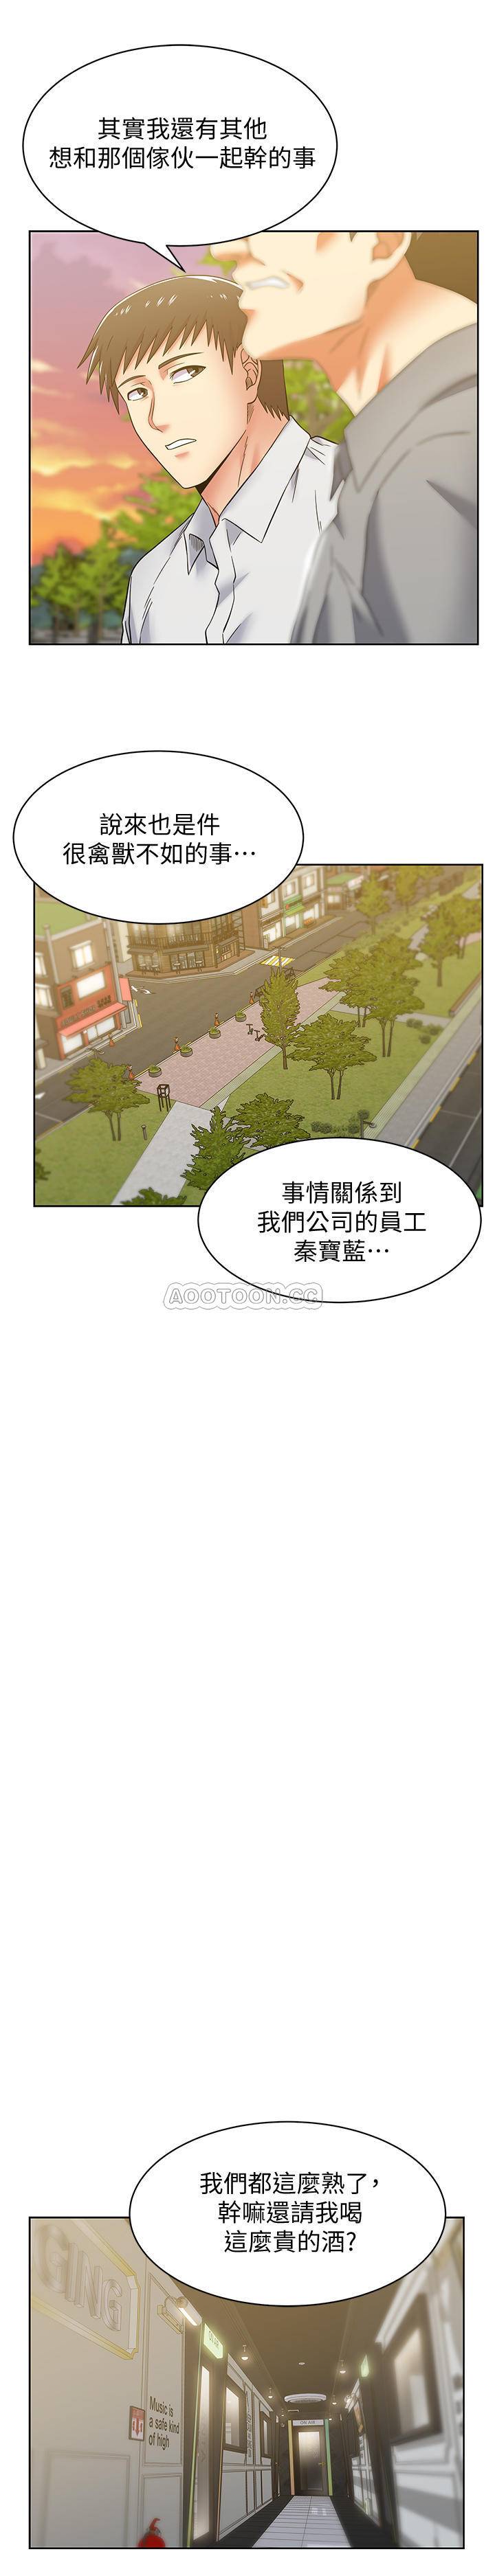 其實我還有其他
想和那個傢伙一起幹的事
說來也是件
很禽獸不如的事⋯
事情關係到
我們公司的員工
秦寶藍⋯
AOOTOON.CC
我們都這麼熟了，
幹嘛還請我喝
這麼貴的酒?
GING
Music is
a safe kind
of high
ON AIR